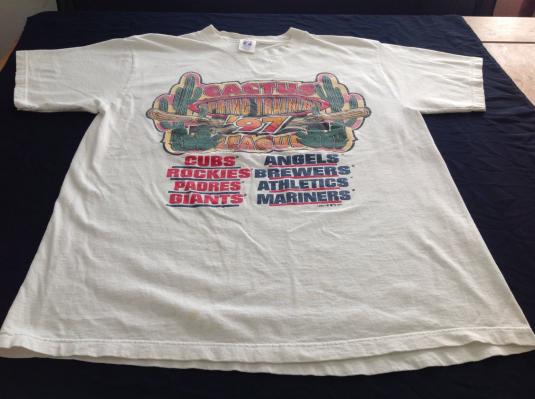 CACTUS
SPRING TRAINING
'97
LEAGUE
CUBS ANGELS
ROCKIES BREWERS
PADRES ATHLETICS
GIANTS MARINERS